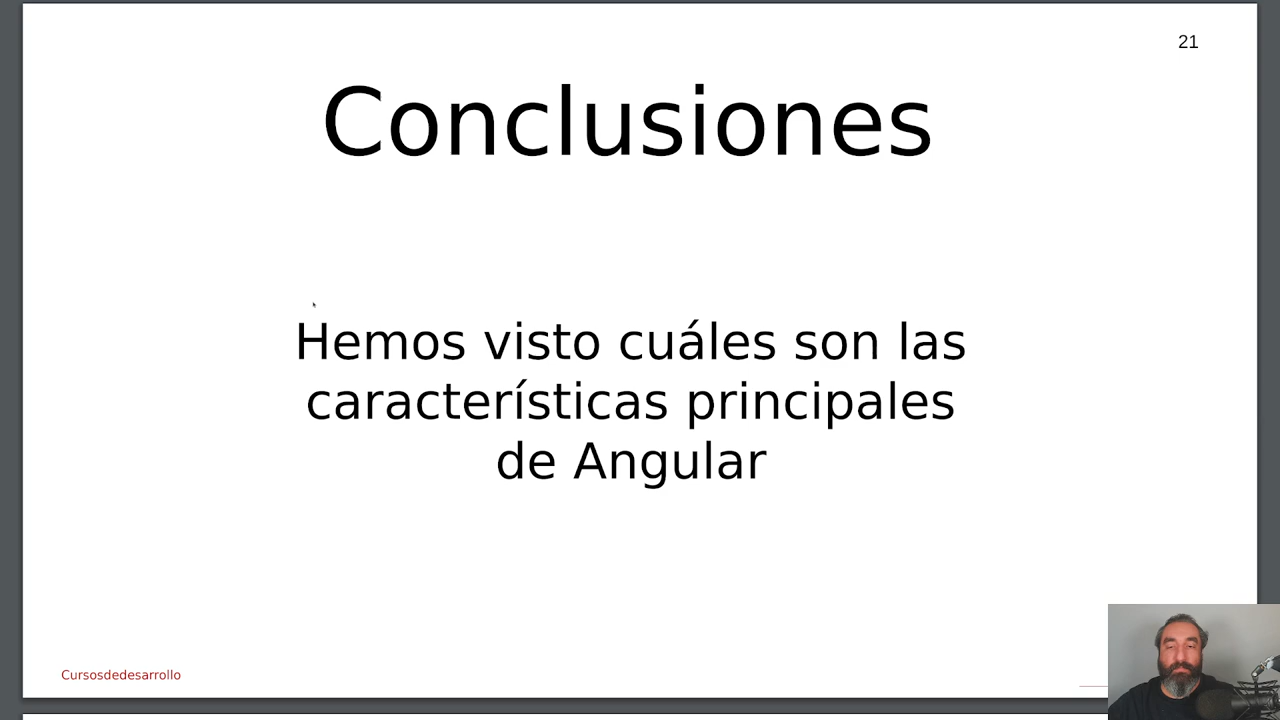 21
Conclusiones
Hemos visto cuáles son las
características principales
de Angular
Cursosdedesarrollo